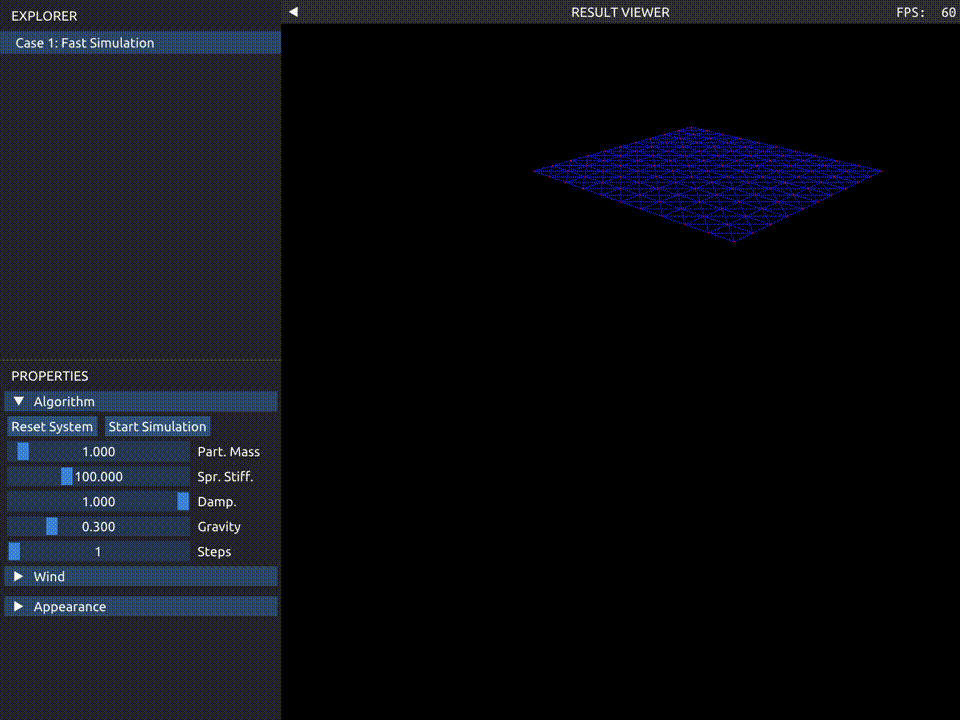 EXPLORER
Case 1: Fast Simulation
RESULT VIEWER
FPS: 60
PROPERTIES
Algorithm
Reset System Start Simulation
1.000 Part. Mass
100.000 Spr. Stiff.
1.000 Damp.
0.300 Gravity
1 Steps
Wind
Appearance